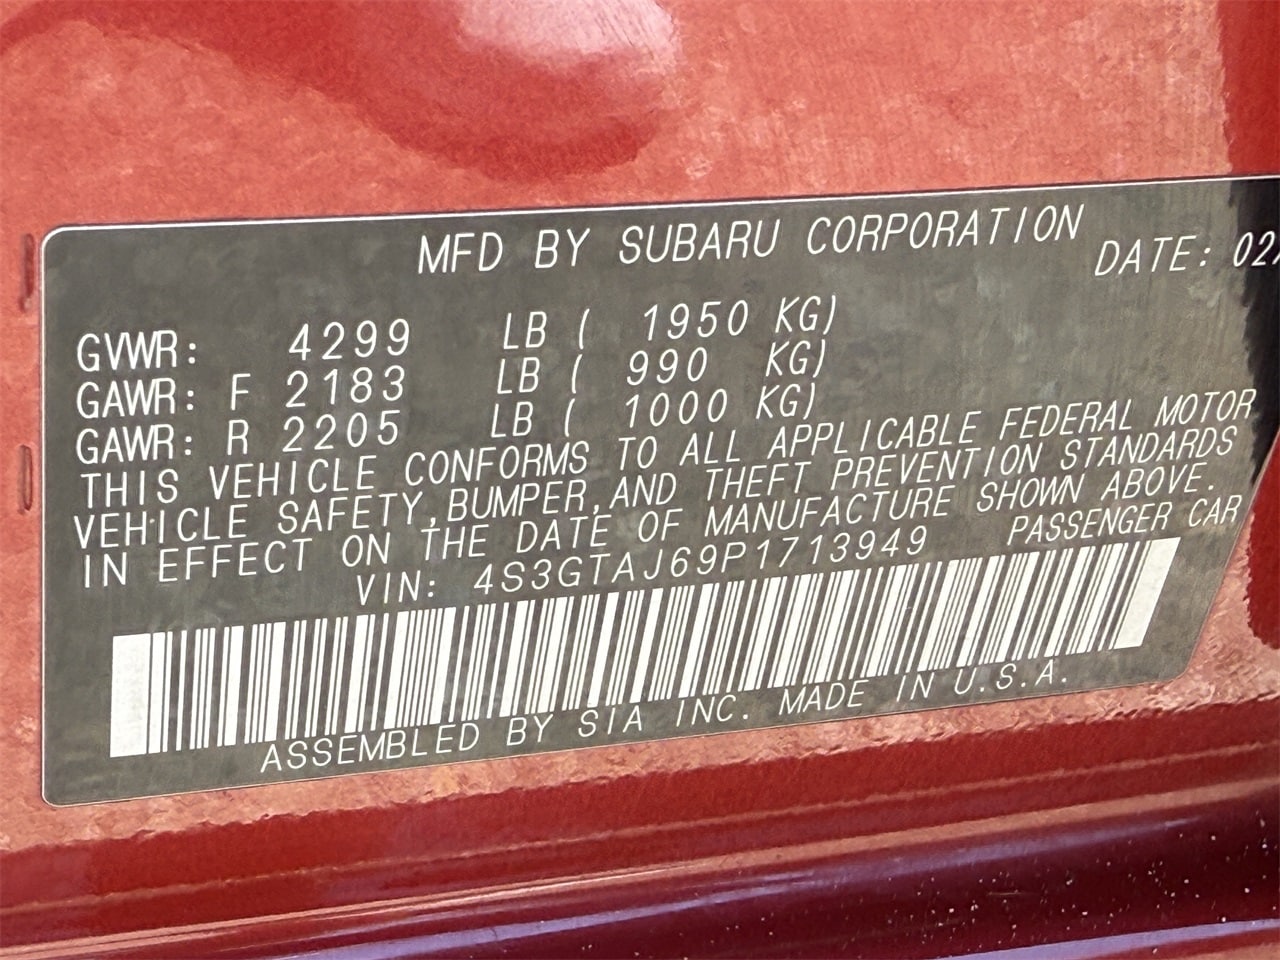 MFD BY SUBARU CORPORATION DATE: 02/
GVWR: 4299 LB ( 1950 KG)
GAWR: F 2183 LB ( 990 KG)
GAWR: R 2205 LB ( 1000 KG)
THIS VEHICLE CONFORMS TO ALL APPLICABLE FEDERAL MOTOR
VEHICLE SAFETY,BUMPER,AND THEFT PREVENTION STANDARDS
IN EFFECT ON THE DATE OF MANUFACTURE SHOWN ABOVE.
VIN: 4S3GTAJ69P1713949 PASSENGER CAR
ASSEMBLED BY SIA INC. MADE IN U.S.A.